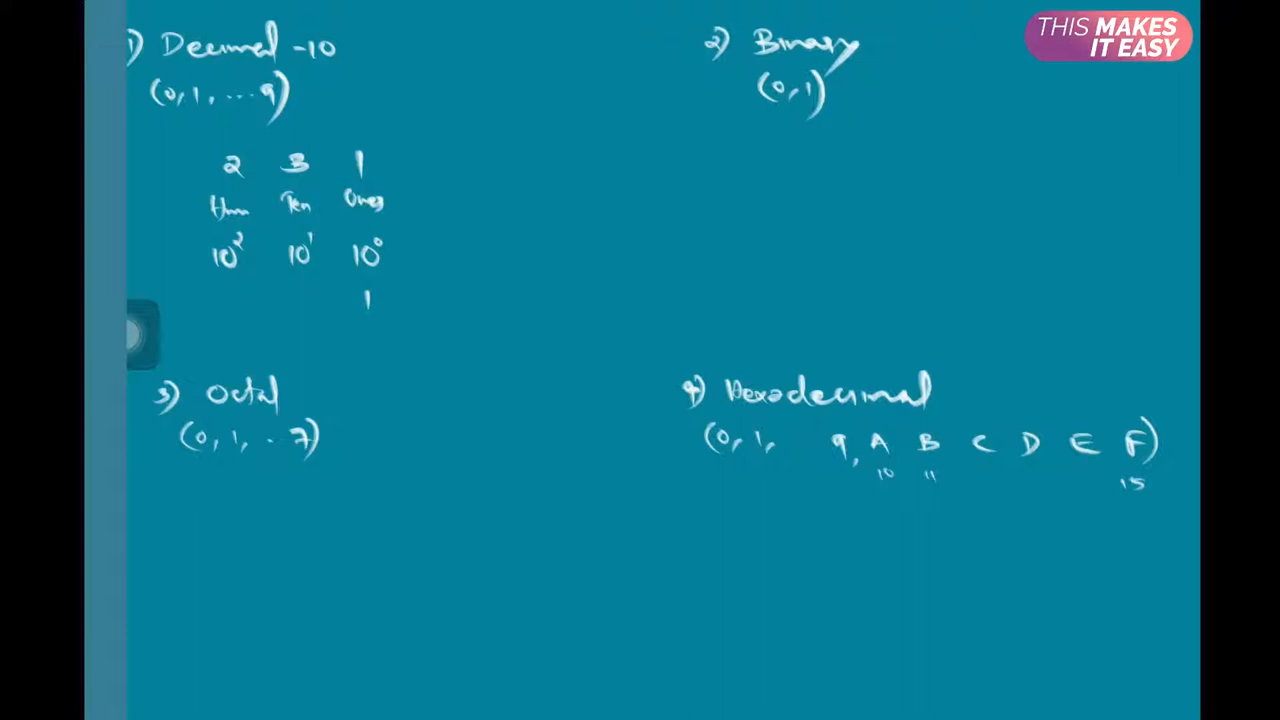 THIS MAKES
IT EASY
1) Decimal -10
(0, 1, ... 9)
2 3 1
Hun Ten Ones
10² 10¹ 10⁰
1
2) Binary
(0, 1)
3) Octal
(0, 1, .. 7)
4) Hexadecimal
(0, 1, 9, A B C D E F)
10 11 15